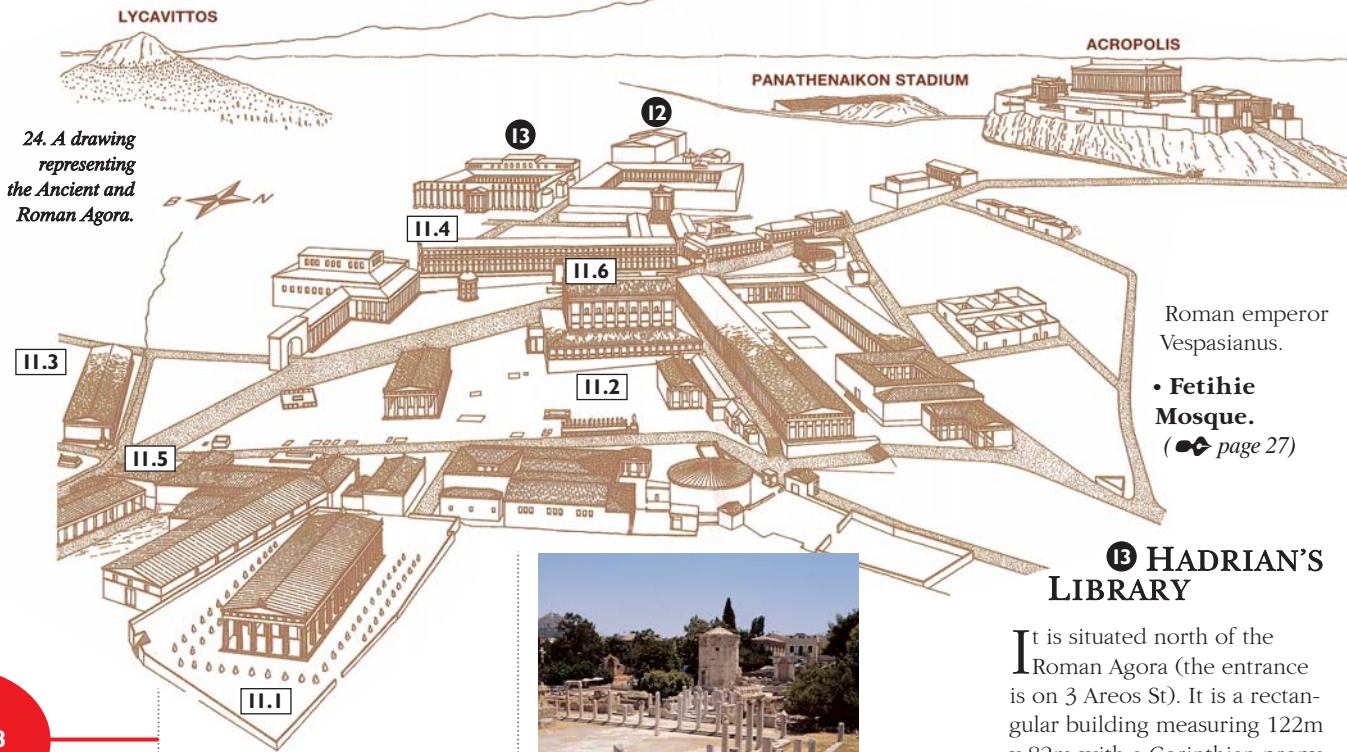 LYCAVITTOS
ACROPOLIS
PANATHENAIKON STADIUM
24. A drawing
representing
the Ancient and
Roman Agora.
B N
13
12
11.4
11.6
11.3
11.2
11.5
11.1
Roman emperor
Vespasianus.
• Fetihie
Mosque.
( page 27)
13 HADRIAN'S
LIBRARY
It is situated north of the
Roman Agora (the entrance
is on 3 Areos St). It is a rectan-
gular building measuring 122m